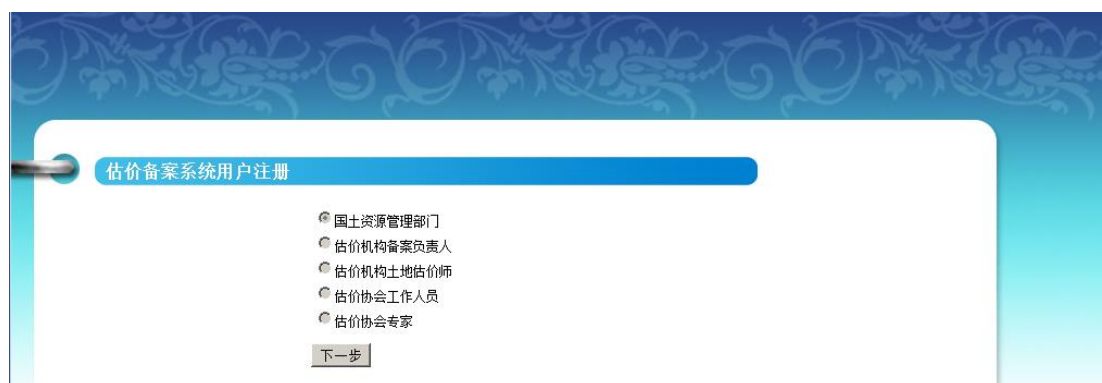 估价备案系统用户注册
国土资源管理部门
估价机构备案负责人
估价机构土地估价师
估价协会工作人员
估价协会专家
下一步